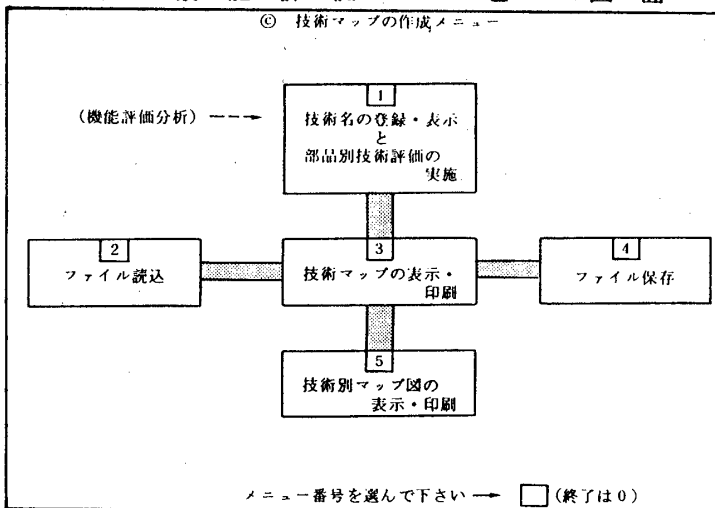 © 技術マップの作成メニュー
1
(機能評価分析)
技術名の登録・表示
と
部品別技術評価の
実施
2
ファイル読込
3
技術マップの表示・
印刷
4
ファイル保存
5
技術別マップ図の
表示・印刷
メニュー番号を選んで下さい → (終了は0)